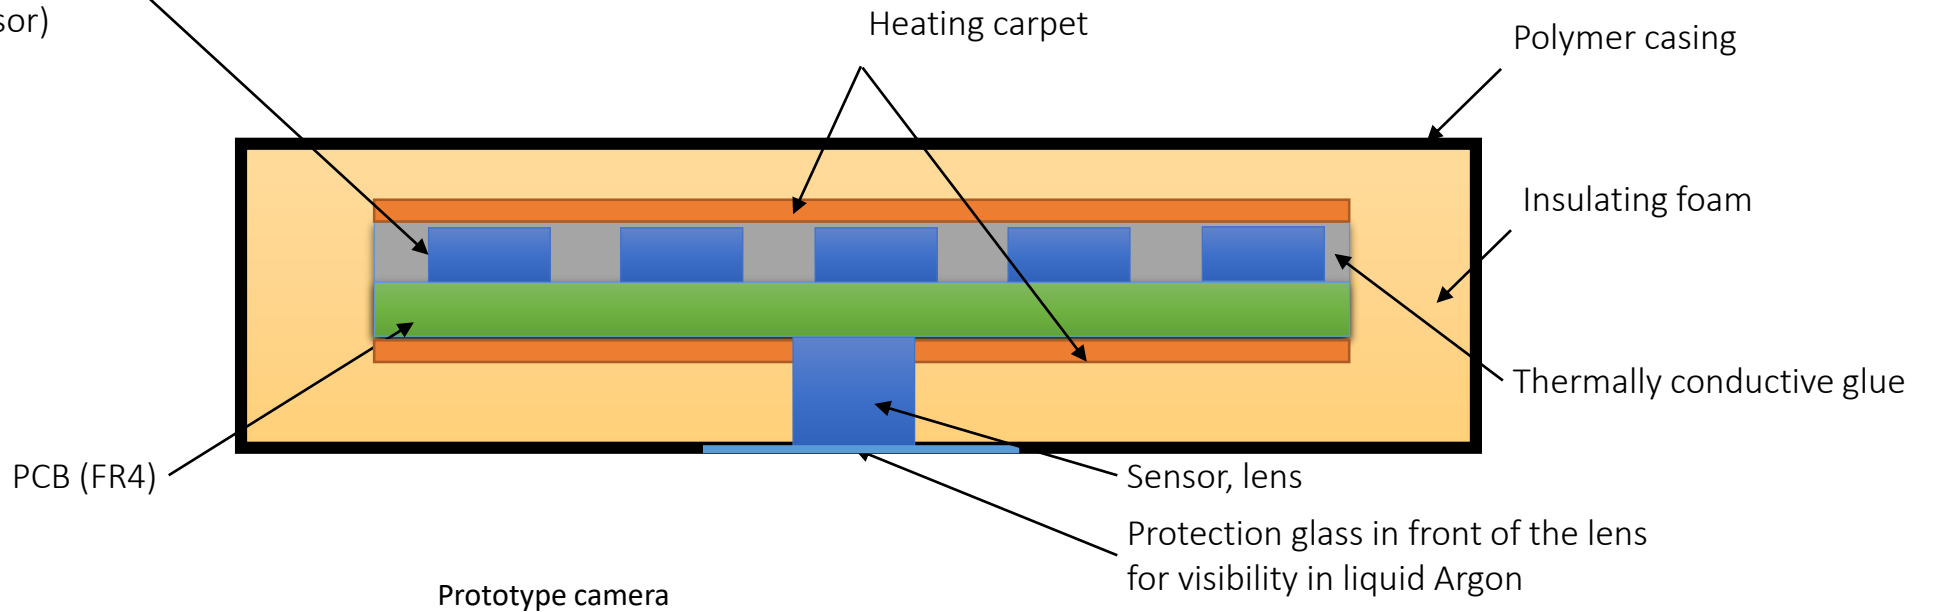 sor)
Heating carpet
Polymer casing
Insulating foam
Thermally conductive glue
PCB (FR4)
Sensor, lens
Protection glass in front of the lens
for visibility in liquid Argon
Prototype camera